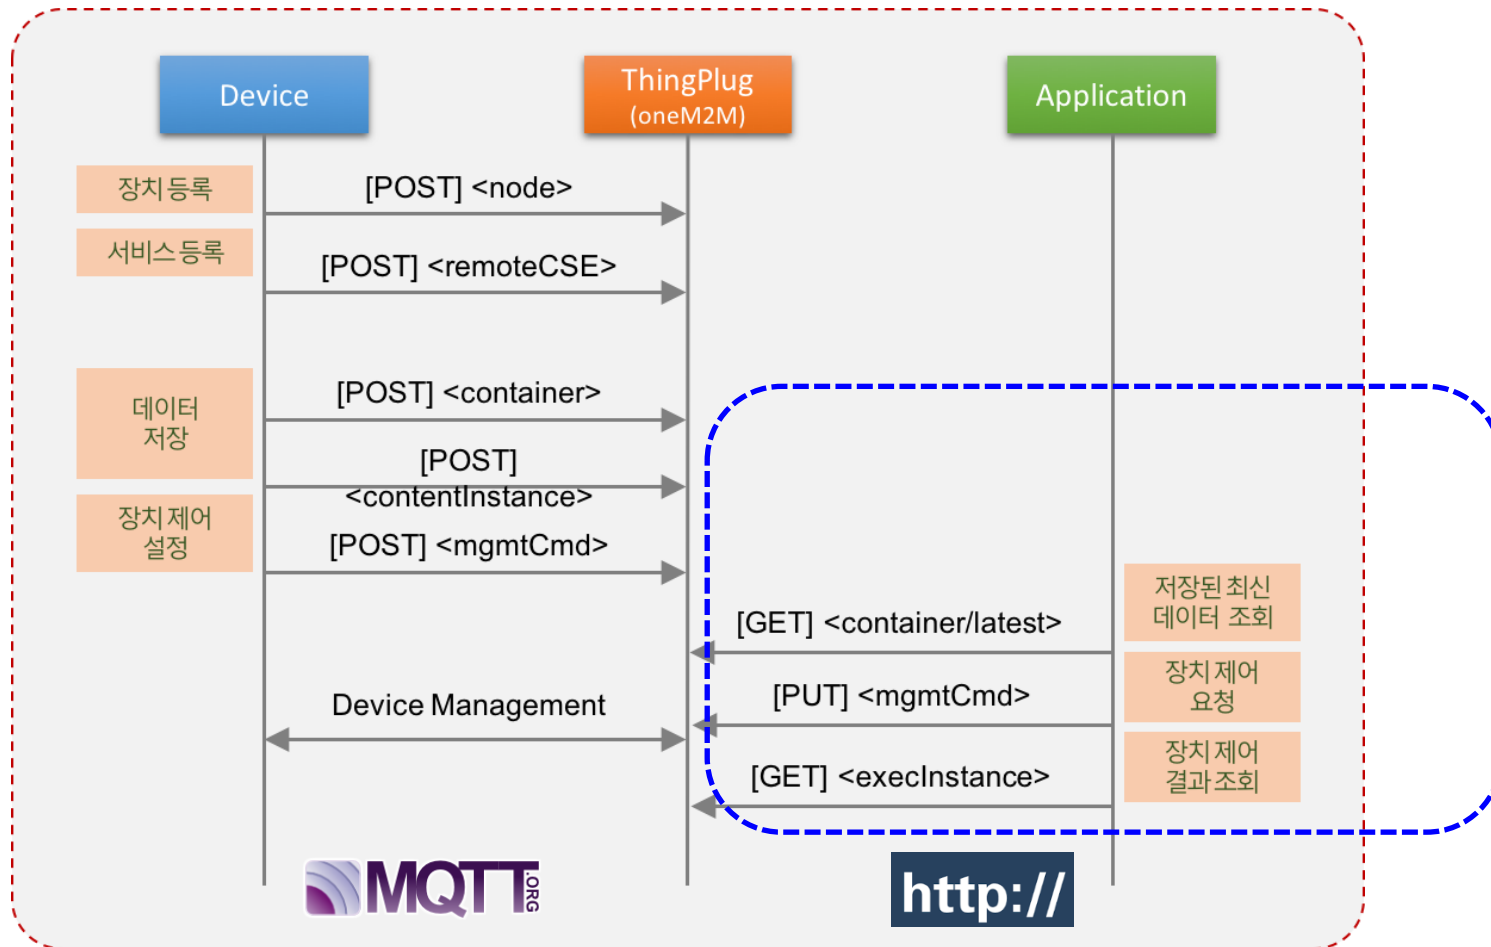 Device
ThingPlug
(oneM2M)
Application
장치 등록
[POST] <node>
서비스 등록
[POST] <remoteCSE>
데이터
저장
[POST] <container>
[POST]
<contentInstance>
장치 제어
설정
[POST] <mgmtCmd>
저장된 최신
데이터 조회
[GET] <container/latest>
장치 제어
요청
[PUT] <mgmtCmd>
Device Management
장치 제어
결과 조회
[GET] <execInstance>
MQTT.ORG
http://